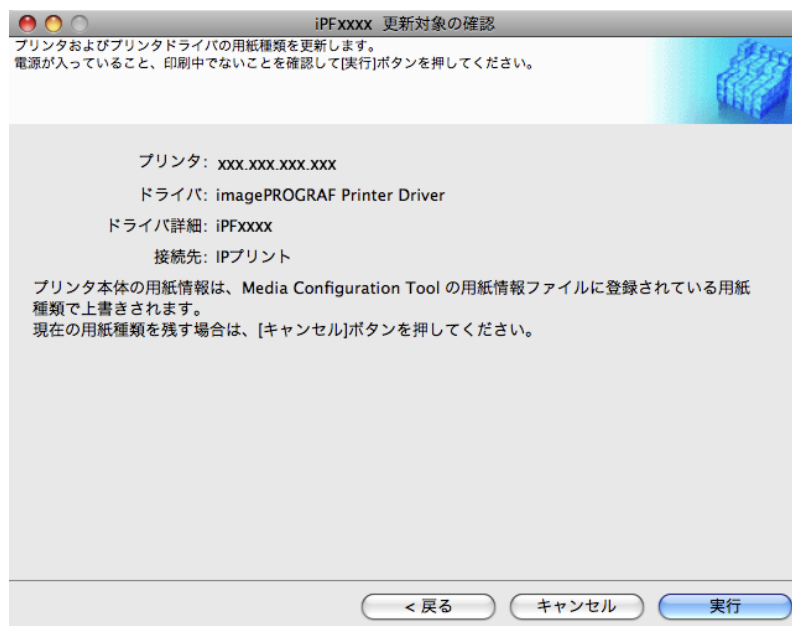 iPFxxxx 更新対象の確認
プリンタおよびプリンタドライバの用紙種類を更新します。
電源が入っていること、印刷中でないことを確認して[実行]ボタンを押してください。
プリンタ: xxx.xxx.xxx.xxx
ドライバ: imagePROGRAF Printer Driver
ドライバ詳細: iPFxxxx
接続先: IPプリント
プリンタ本体の用紙情報は、Media Configuration Tool の用紙情報ファイルに登録されている用紙
種類で上書きされます。
現在の用紙種類を残す場合は、[キャンセル]ボタンを押してください。
< 戻る キャンセル 実行